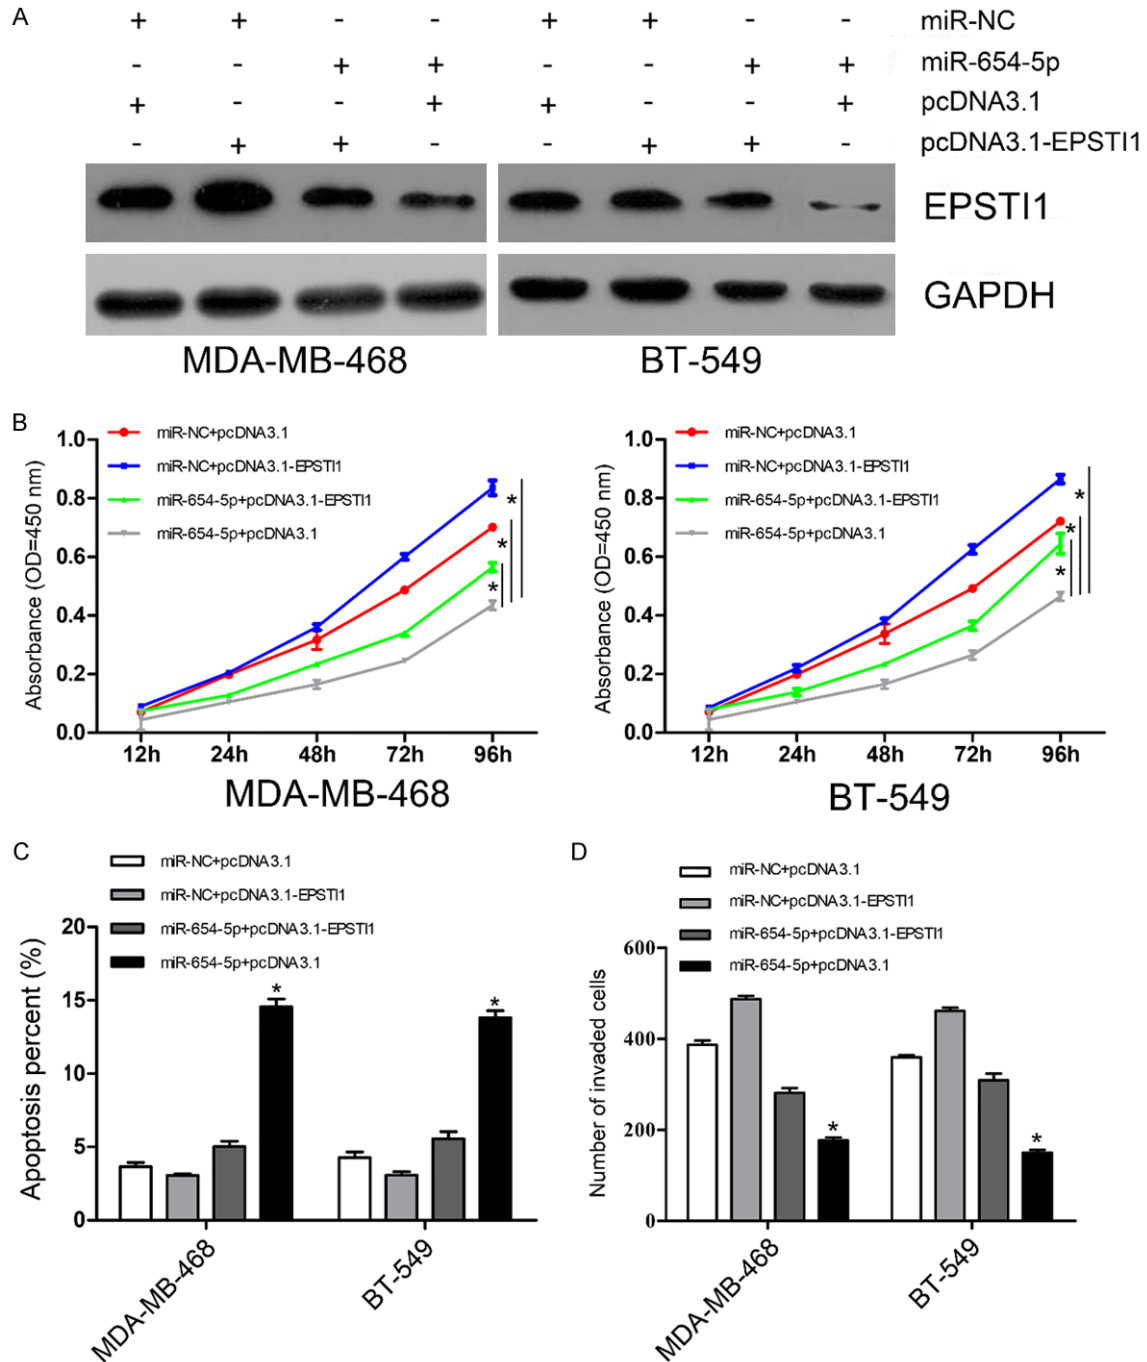 A
+ + - - + + - - miR-NC
- - + + - - + + miR-654-5p
+ - - + + - - + pcDNA3.1
- + + - - + + - pcDNA3.1-EPSTI1
EPSTI1
GAPDH
MDA-MB-468 BT-549
B
miR-NC+pcDNA3.1
miR-NC+pcDNA3.1-EPSTI1
miR-654-5p+pcDNA3.1-EPSTI1
miR-654-5p+pcDNA3.1
Absorbance (OD=450 nm)
1.0
0.8
0.6
0.4
0.2
0.0
* * *
12h 24h 48h 72h 96h
MDA-MB-468
miR-NC+pcDNA3.1
miR-NC+pcDNA3.1-EPSTI1
miR-654-5p+pcDNA3.1-EPSTI1
miR-654-5p+pcDNA3.1
Absorbance (OD=450 nm)
1.0
0.8
0.6
0.4
0.2
0.0
* * *
12h 24h 48h 72h 96h
BT-549
C
miR-NC+pcDNA3.1
miR-NC+pcDNA3.1-EPSTI1
miR-654-5p+pcDNA3.1-EPSTI1
miR-654-5p+pcDNA3.1
Apoptosis percent (%)
20
15
10
5
0
* *
MDA-MB-468
BT-549
D
miR-NC+pcDNA3.1
miR-NC+pcDNA3.1-EPSTI1
miR-654-5p+pcDNA3.1-EPSTI1
miR-654-5p+pcDNA3.1
Number of invaded cells
600
400
200
0
* *
MDA-MB-468
BT-549